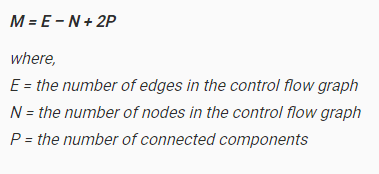 M = E – N + 2P
where,
E = the number of edges in the control flow graph
N = the number of nodes in the control flow graph
P = the number of connected components